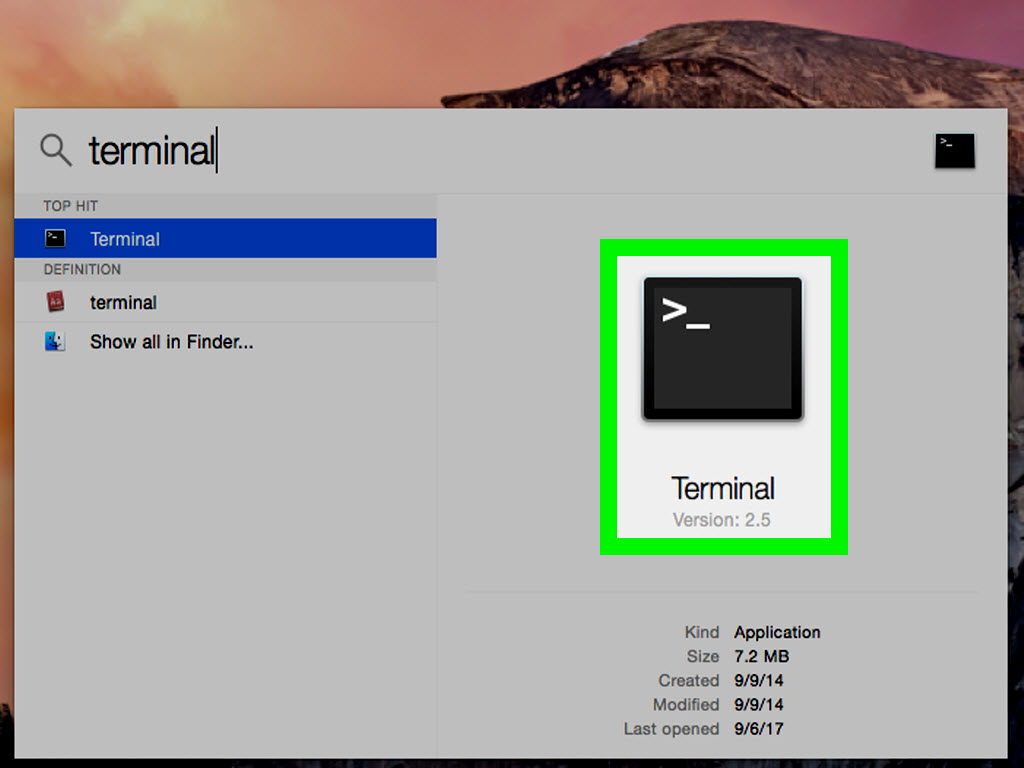 terminal
>_
TOP HIT
>_ Terminal
DEFINITION
Aa terminal
Show all in Finder...
>_
Terminal
Version: 2.5
Kind Application
Size 7.2 MB
Created 9/9/14
Modified 9/9/14
Last opened 9/6/17